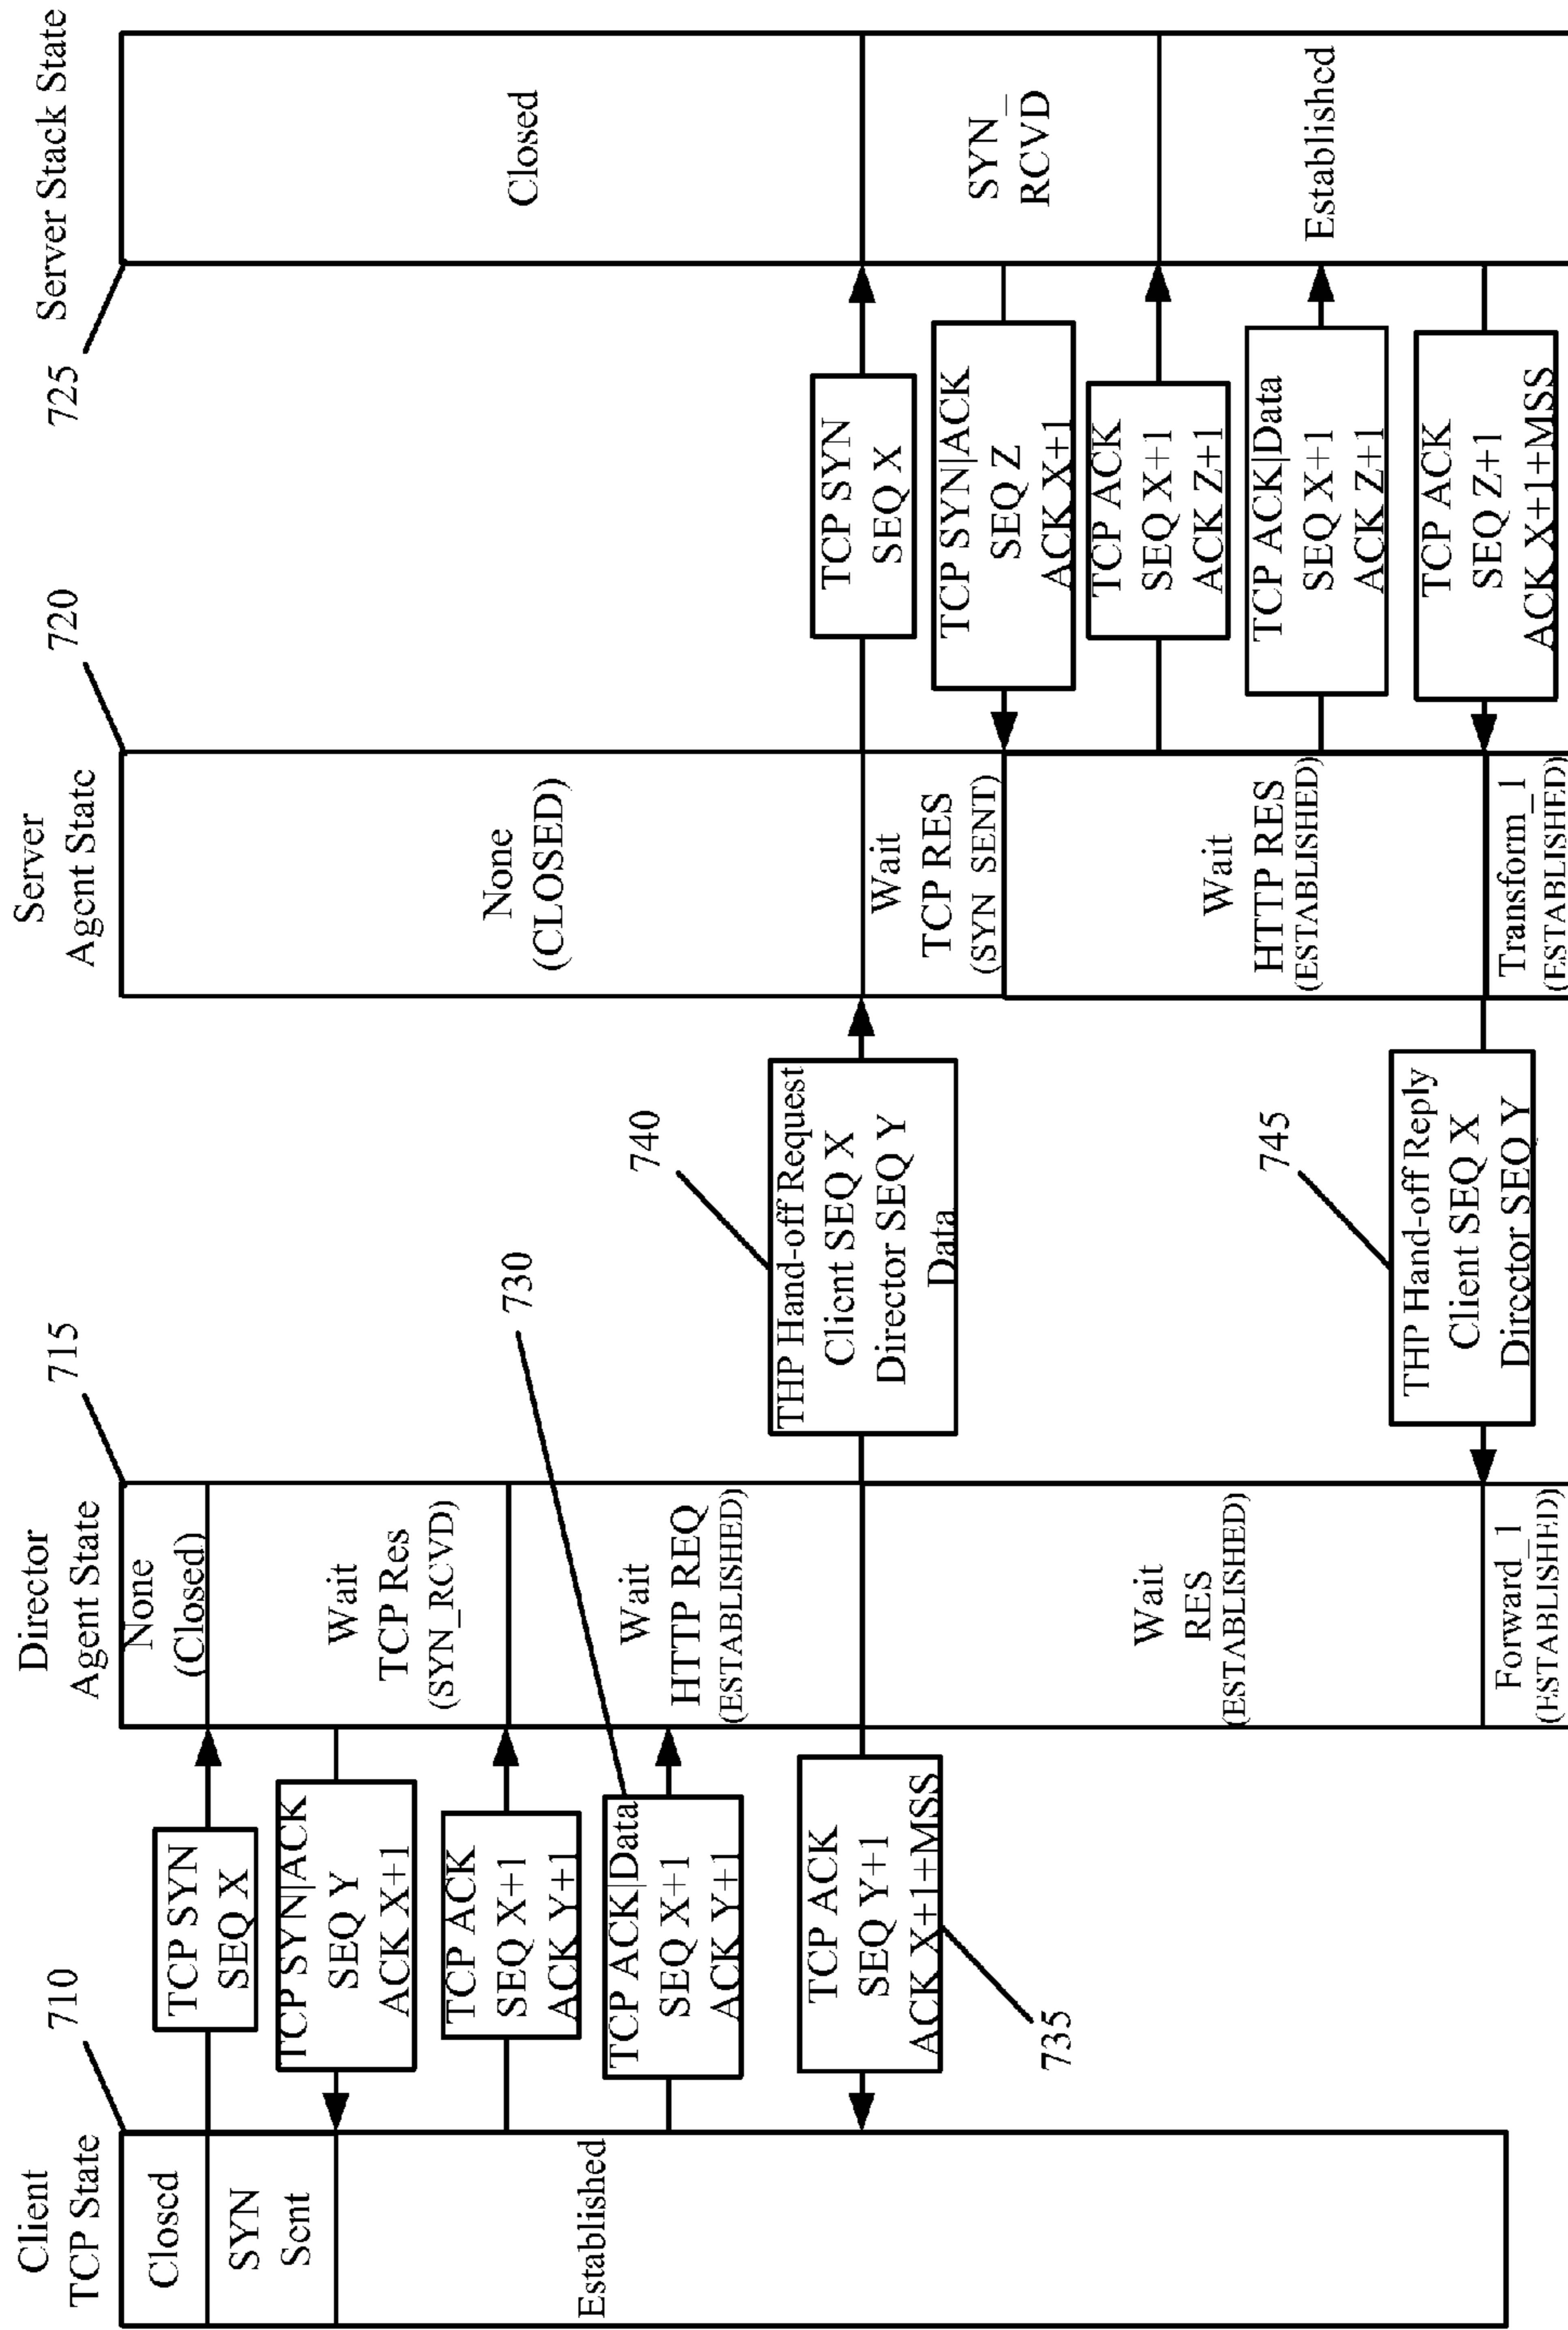 Client
TCP State
710
Closed
SYN
Sent
Established
TCP SYN
SEQ X
TCP SYN|ACK
SEQ Y
ACK X+1
TCP ACK
SEQ X+1
ACK Y+1
TCP ACK|Data
SEQ X+1
ACK Y+1
730
TCP ACK
SEQ Y+1
ACK X+1+MSS
735
Director
Agent State
715
None
(Closed)
Wait
TCP Res
(SYN_RCVD)
Wait
HTTP REQ
(ESTABLISHED)
Wait
RES
(ESTABLISHED)
Forward_1
(ESTABLISHED)
740
THP Hand-off Request
Client SEQ X
Director SEQ Y
Data
745
THP Hand-off Reply
Client SEQ X
Director SEQ Y
Server
Agent State
720
None
(CLOSED)
Wait
TCP RES
(SYN SENT)
Wait
HTTP RES
(ESTABLISHED)
Transform_1
(ESTABLISHED)
TCP SYN
SEQ X
TCP SYN|ACK
SEQ Z
ACK X+1
TCP ACK
SEQ X+1
ACK Z+1
TCP ACK|Data
SEQ X+1
ACK Z+1
TCP ACK
SEQ Z+1
ACK X+1+MSS
725
Server Stack State
Closed
SYN_
RCVD
Established